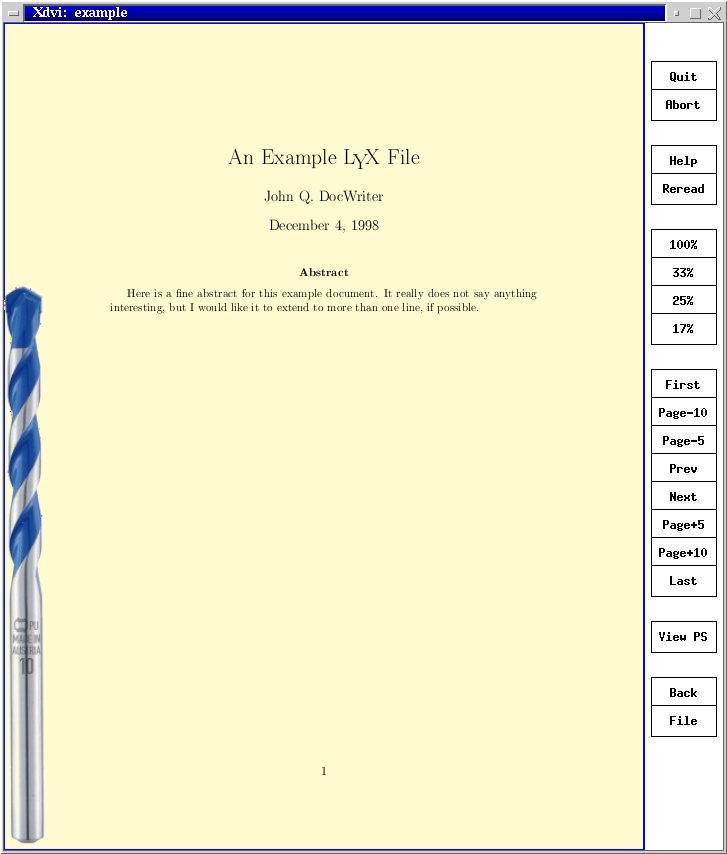 Xdvi: example
An Example LYX File
John Q. DocWriter
December 4, 1998
Abstract
Here is a fine abstract for this example document. It really does not say anything
interesting, but I would like it to extend to more than one line, if possible.
PU
MADE IN
AUSTRIA
10
1
Quit
Abort
Help
Reread
100%
33%
25%
17%
First
Page-10
Page-5
Prev
Next
Page+5
Page+10
Last
View PS
Back
File